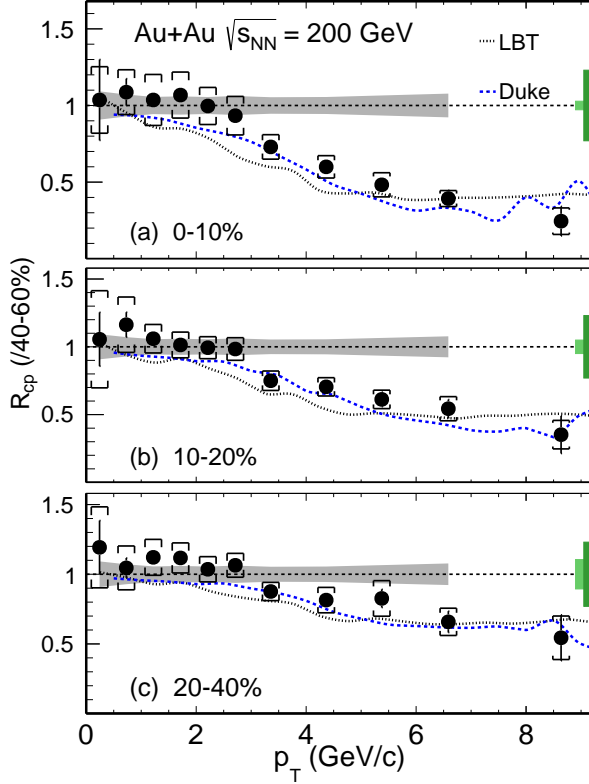 Au+Au √s_NN = 200 GeV
LBT
Duke
1.5
1
0.5
(a) 0-10%
1.5
1
0.5
(b) 10-20%
1.5
1
0.5
(c) 20-40%
0 2 4 6 8
p_T (GeV/c)
R_cp (/40-60%)